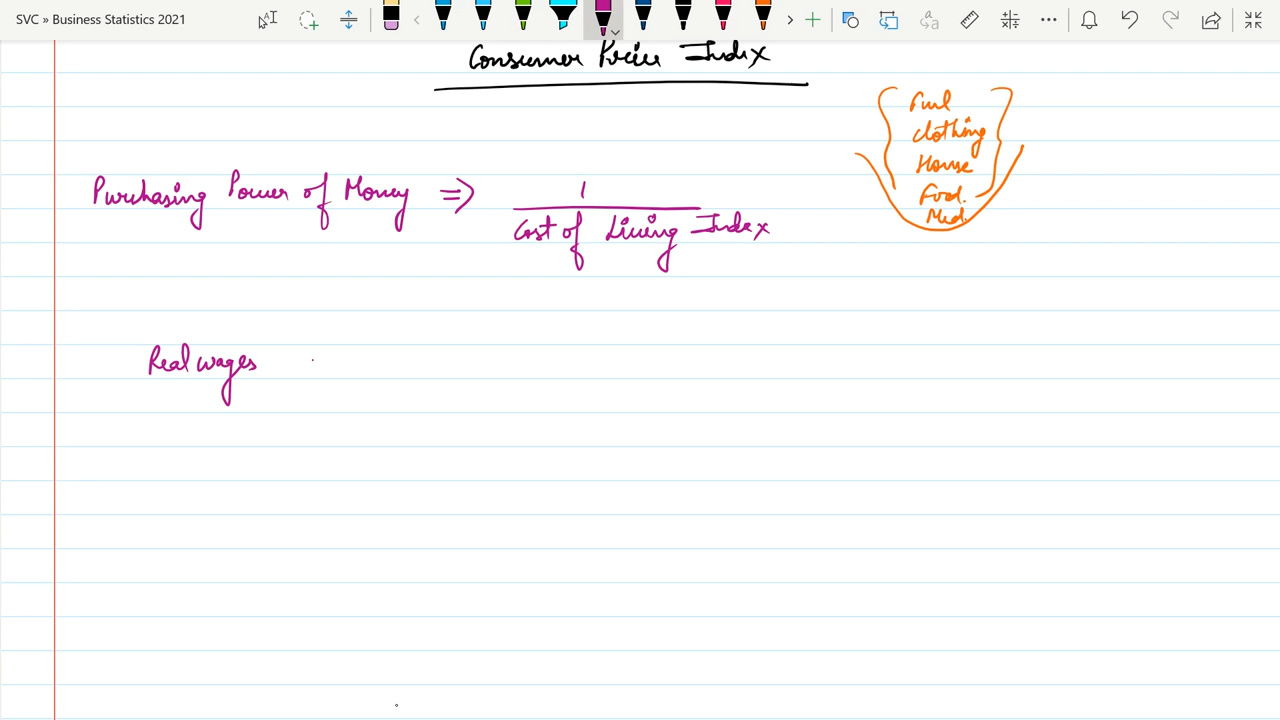 SVC » Business Statistics 2021
Consumer Price Index
Fuel
Clothing
House
Food.
Med.
Purchasing Power of Money ⇒ 1
Cost of Living Index
Real wages